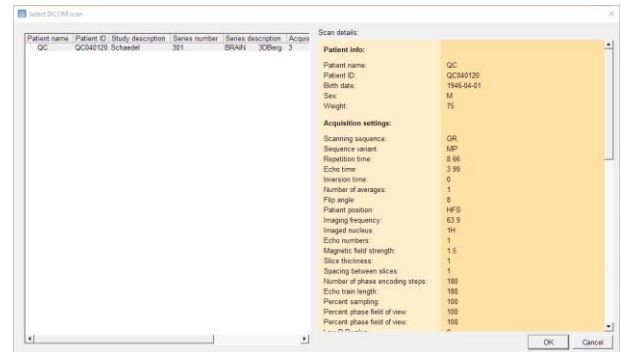 Select DICOM scan
Patient name Patient ID Study description Series number Series description Acquis
QC QC040120 Schaedel 301 BRAIN 3DBerg 3
Scan details:
Patient info:
Patient name: QC
Patient ID: QC040120
Birth date: 1946-04-01
Sex: M
Weight: 75
Acquisition settings:
Scanning sequence: GR
Sequence variant: MP
Repetition time: 8.66
Echo time: 3.99
Inversion time: 0
Number of averages: 1
Flip angle: 8
Patient position: HFS
Imaging frequency: 63.9
Imaged nucleus: 1H
Echo numbers: 1
Magnetic field strength: 1.5
Slice thickness: 1
Spacing between slices: 1
Number of phase encoding steps: 180
Echo train length: 180
Percent sampling: 100
Percent phase field of view: 100
Percent phase field of view: 100
OK Cancel